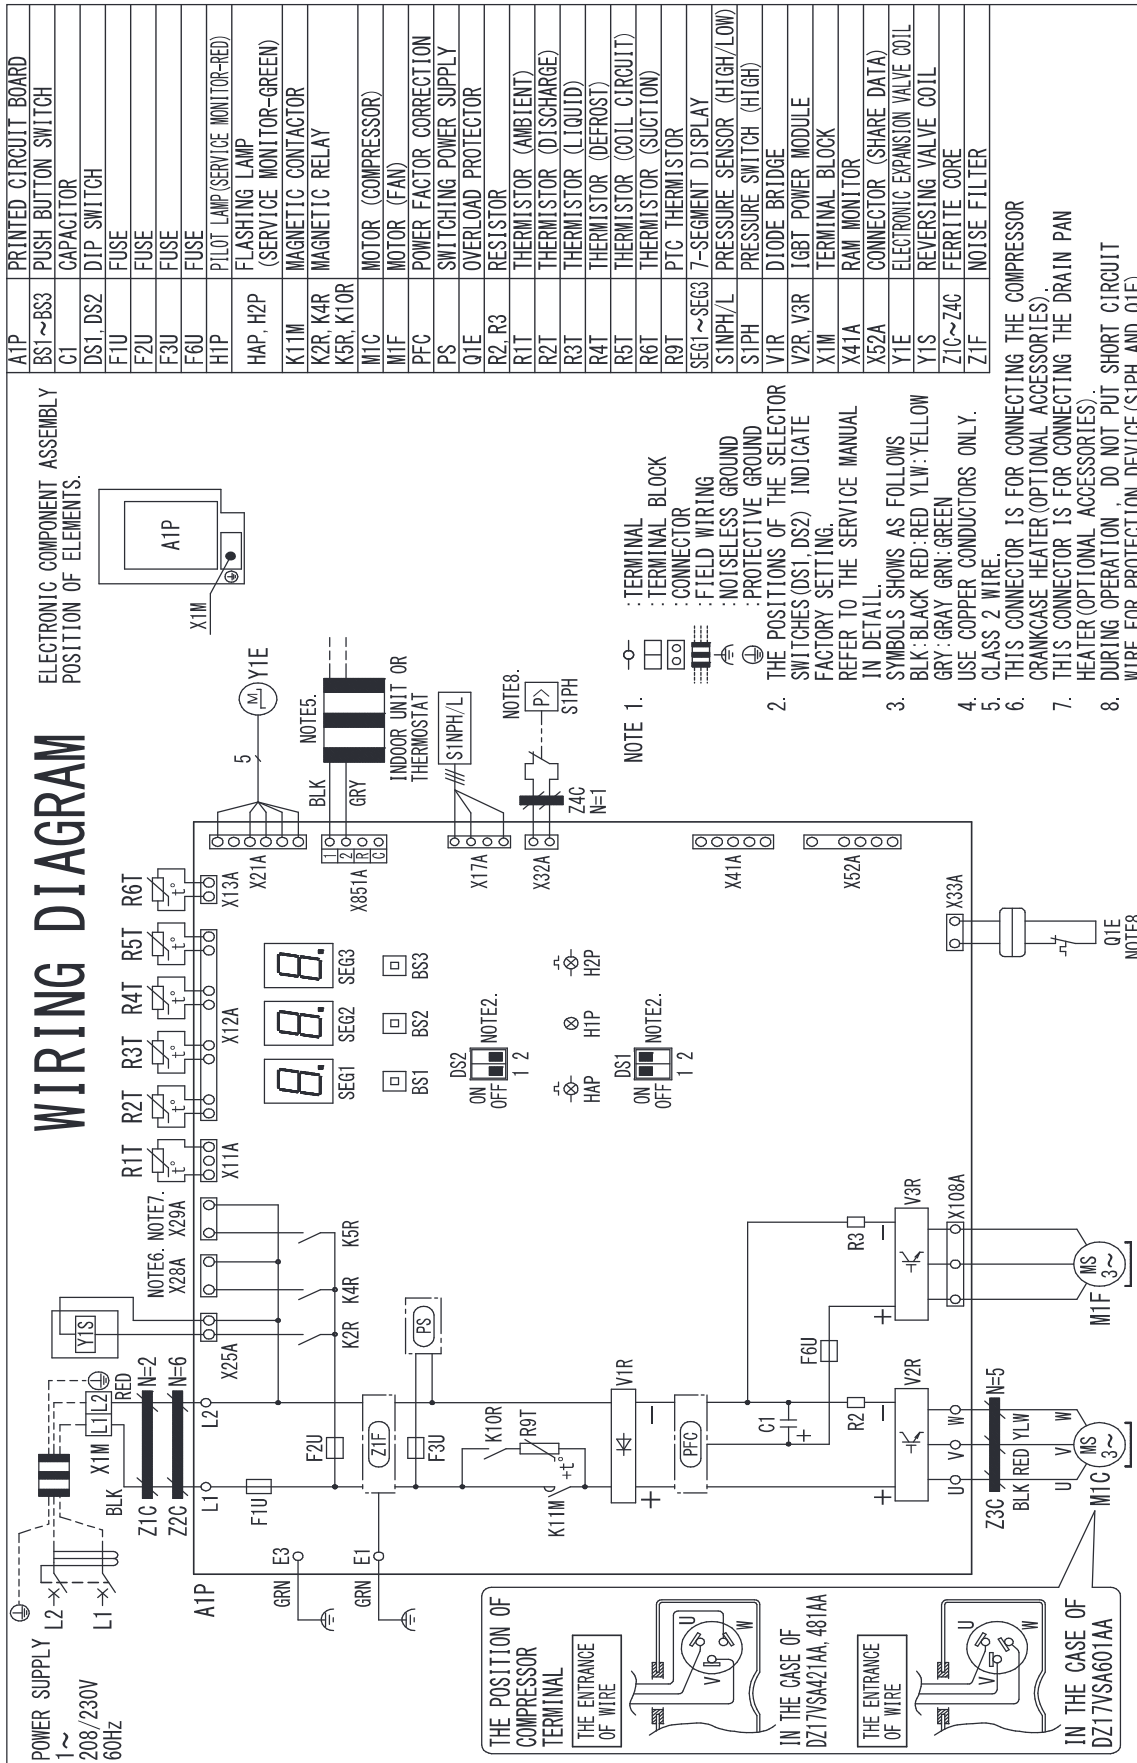 WIRING DIAGRAM
POWER SUPPLY
1~
208/230V
60Hz
L2
L1
X1M
L1 L2
BLK
RED
Z1C
N=2
Z2C
N=6
L1
L2
Y1S
X25A
NOTE6.
X28A
NOTE7.
X29A
R1T
t°
X11A
R2T
t°
R3T
t°
R4T
t°
R5T
t°
X12A
R6T
t°
X13A
X21A
5
M
Y1E
ELECTRONIC COMPONENT ASSEMBLY
POSITION OF ELEMENTS.
A1P
X1M
A1P
GRN
E3
GRN
E1
F1U
F2U
K2R
K4R
K5R
Z1F
F3U
PS
K10R
R9T
+t°
K11M
V1R
+
−
PFC
C1
+
F6U
R2
R3
+
−
V2R
+
−
V3R
U
V
W
X108A
Z3C
N=5
BLK RED YLW
U
V
W
MS
3~
M1C
MS
3~
M1F
SEG1
SEG2
SEG3
BS1
BS2
BS3
DS2
ON
OFF
1 2
NOTE2.
HAP
H1P
H2P
DS1
ON
OFF
1 2
NOTE2.
X851A
1
2
R
C
BLK
GRY
NOTE5.
INDOOR UNIT OR
THERMOSTAT
X17A
S1NPH/L
X32A
Z4C
N=1
NOTE8.
P>
S1PH
X41A
X52A
X33A
Q1E
NOTE8
THE POSITION OF
COMPRESSOR
TERMINAL
THE ENTRANCE
OF WIRE
U
V
W
IN THE CASE OF
DZ17VSA421AA, 481AA
THE ENTRANCE
OF WIRE
U
V
W
IN THE CASE OF
DZ17VSA601AA
NOTE 1.
:TERMINAL
:TERMINAL BLOCK
:CONNECTOR
:FIELD WIRING
:NOISELESS GROUND
:PROTECTIVE GROUND
2. THE POSITIONS OF THE SELECTOR
SWITCHES(DS1, DS2) INDICATE
FACTORY SETTING.
REFER TO THE SERVICE MANUAL
IN DETAIL.
3. SYMBOLS SHOWS AS FOLLOWS
BLK:BLACK RED:RED YLW:YELLOW
GRY:GRAY GRN:GREEN
4. USE COPPER CONDUCTORS ONLY.
5. CLASS 2 WIRE.
6. THIS CONNECTOR IS FOR CONNECTING THE COMPRESSOR
CRANKCASE HEATER(OPTIONAL ACCESSORIES).
7. THIS CONNECTOR IS FOR CONNECTING THE DRAIN PAN
HEATER(OPTIONAL ACCESSORIES).
8. DURING OPERATION, DO NOT PUT SHORT CIRCUIT
WIRE FOR PROTECTION DEVICE(S1PH AND Q1E)
A1P PRINTED CIRCUIT BOARD
BS1~BS3 PUSH BUTTON SWITCH
C1 CAPACITOR
DS1, DS2 DIP SWITCH
F1U FUSE
F2U FUSE
F3U FUSE
F6U FUSE
H1P PILOT LAMP(SERVICE MONITOR-RED)
HAP, H2P FLASHING LAMP
(SERVICE MONITOR-GREEN)
K11M MAGNETIC CONTACTOR
K2R, K4R MAGNETIC RELAY
K5R, K10R
M1C MOTOR (COMPRESSOR)
M1F MOTOR (FAN)
PFC POWER FACTOR CORRECTION
PS SWITCHING POWER SUPPLY
Q1E OVERLOAD PROTECTOR
R2, R3 RESISTOR
R1T THERMISTOR (AMBIENT)
R2T THERMISTOR (DISCHARGE)
R3T THERMISTOR (LIQUID)
R4T THERMISTOR (DEFROST)
R5T THERMISTOR (COIL CIRCUIT)
R6T THERMISTOR (SUCTION)
R9T PTC THERMISTOR
SEG1~SEG3 7-SEGMENT DISPLAY
S1NPH/L PRESSURE SENSOR (HIGH/LOW)
S1PH PRESSURE SWITCH (HIGH)
V1R DIODE BRIDGE
V2R, V3R IGBT POWER MODULE
X1M TERMINAL BLOCK
X41A RAM MONITOR
X52A CONNECTOR (SHARE DATA)
Y1E ELECTRONIC EXPANSION VALVE COIL
Y1S REVERSING VALVE COIL
Z1C~Z4C FERRITE CORE
Z1F NOISE FILTER